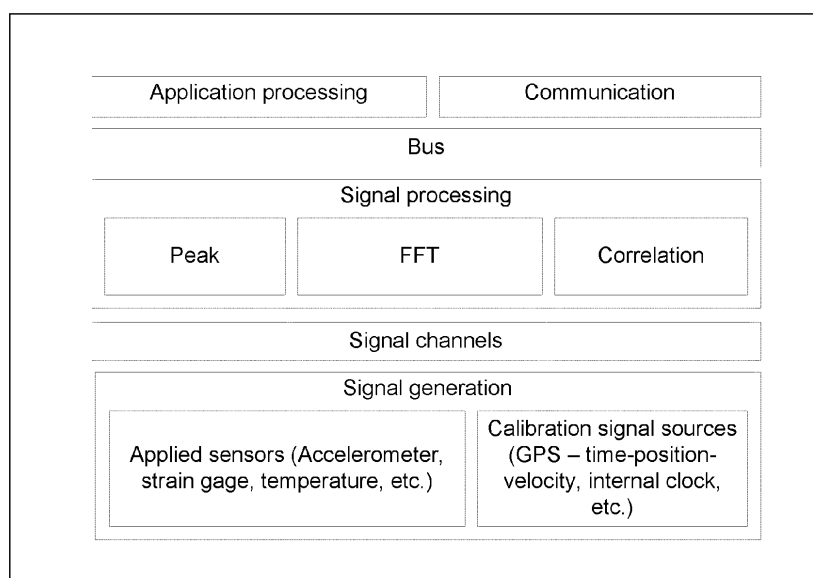 Application processing
Communication
Bus
Signal processing
Peak
FFT
Correlation
Signal channels
Signal generation
Applied sensors (Accelerometer,
strain gage, temperature, etc.)
Calibration signal sources
(GPS – time-position-
velocity, internal clock,
etc.)